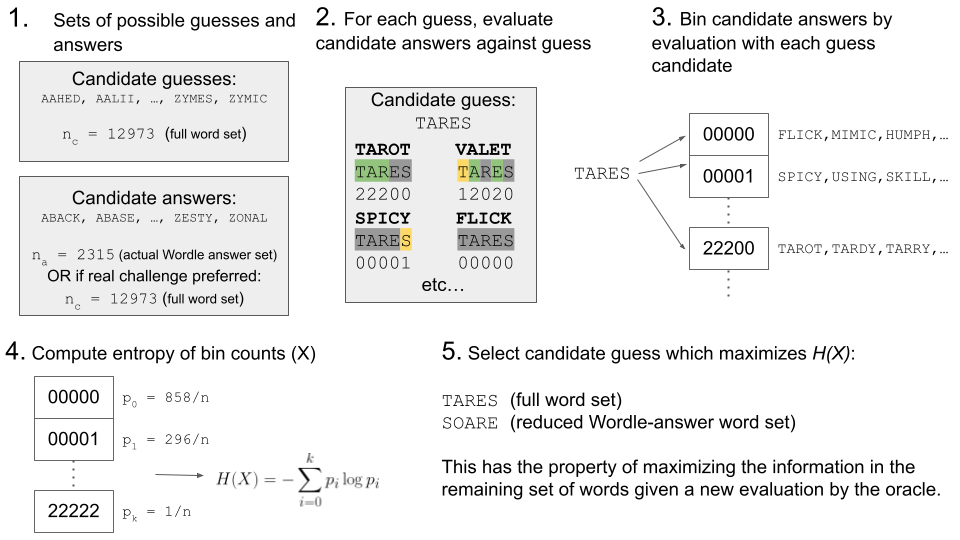 1. Sets of possible guesses and
answers
Candidate guesses:
AAHED, AALII, …, ZYMES, ZYMIC
n_c = 12973 (full word set)
Candidate answers:
ABACK, ABASE, …, ZESTY, ZONAL
n_a = 2315 (actual Wordle answer set)
OR if real challenge preferred:
n_c = 12973 (full word set)
2. For each guess, evaluate
candidate answers against guess
Candidate guess:
TARES
TAROT VALET
TARES TARES
22200 12020
SPICY FLICK
TARES TARES
00001 00000
etc…
3. Bin candidate answers by
evaluation with each guess
candidate
TARES
00000 FLICK,MIMIC,HUMPH,…
00001 SPICY,USING,SKILL,…
22200 TAROT,TARDY,TARRY,…
4. Compute entropy of bin counts (X)
00000 p_0 = 858/n
00001 p_1 = 296/n
22222 p_k = 1/n
H(X) = −∑_{i=0}^{k} p_i log p_i
5. Select candidate guess which maximizes H(X):
TARES (full word set)
SOARE (reduced Wordle-answer word set)
This has the property of maximizing the information in the
remaining set of words given a new evaluation by the oracle.